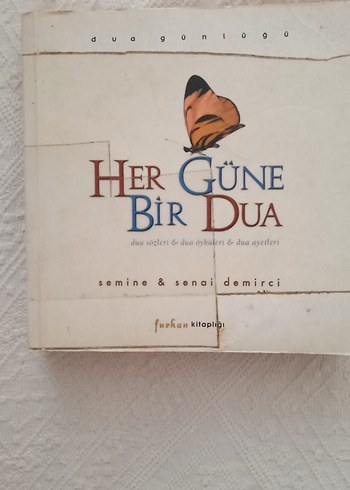 dua günlüğü
HER GÜNE
BİR DUA
dua sözleri & dua öyküleri & dua ayetleri
semine & senai demirci
furkan kitaplığı